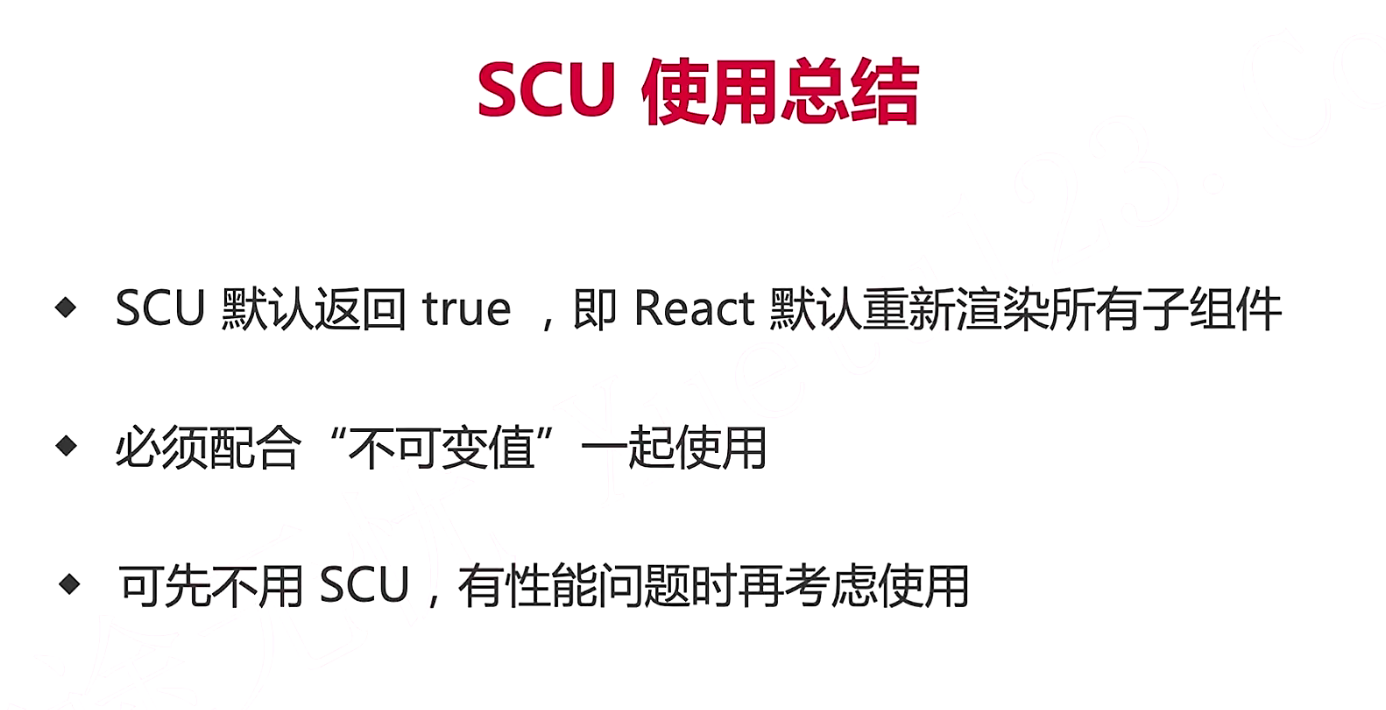 SCU 使用总结
◆ SCU 默认返回 true ，即 React 默认重新渲染所有子组件
◆ 必须配合“不可变值”一起使用
◆ 可先不用 SCU，有性能问题时再考虑使用